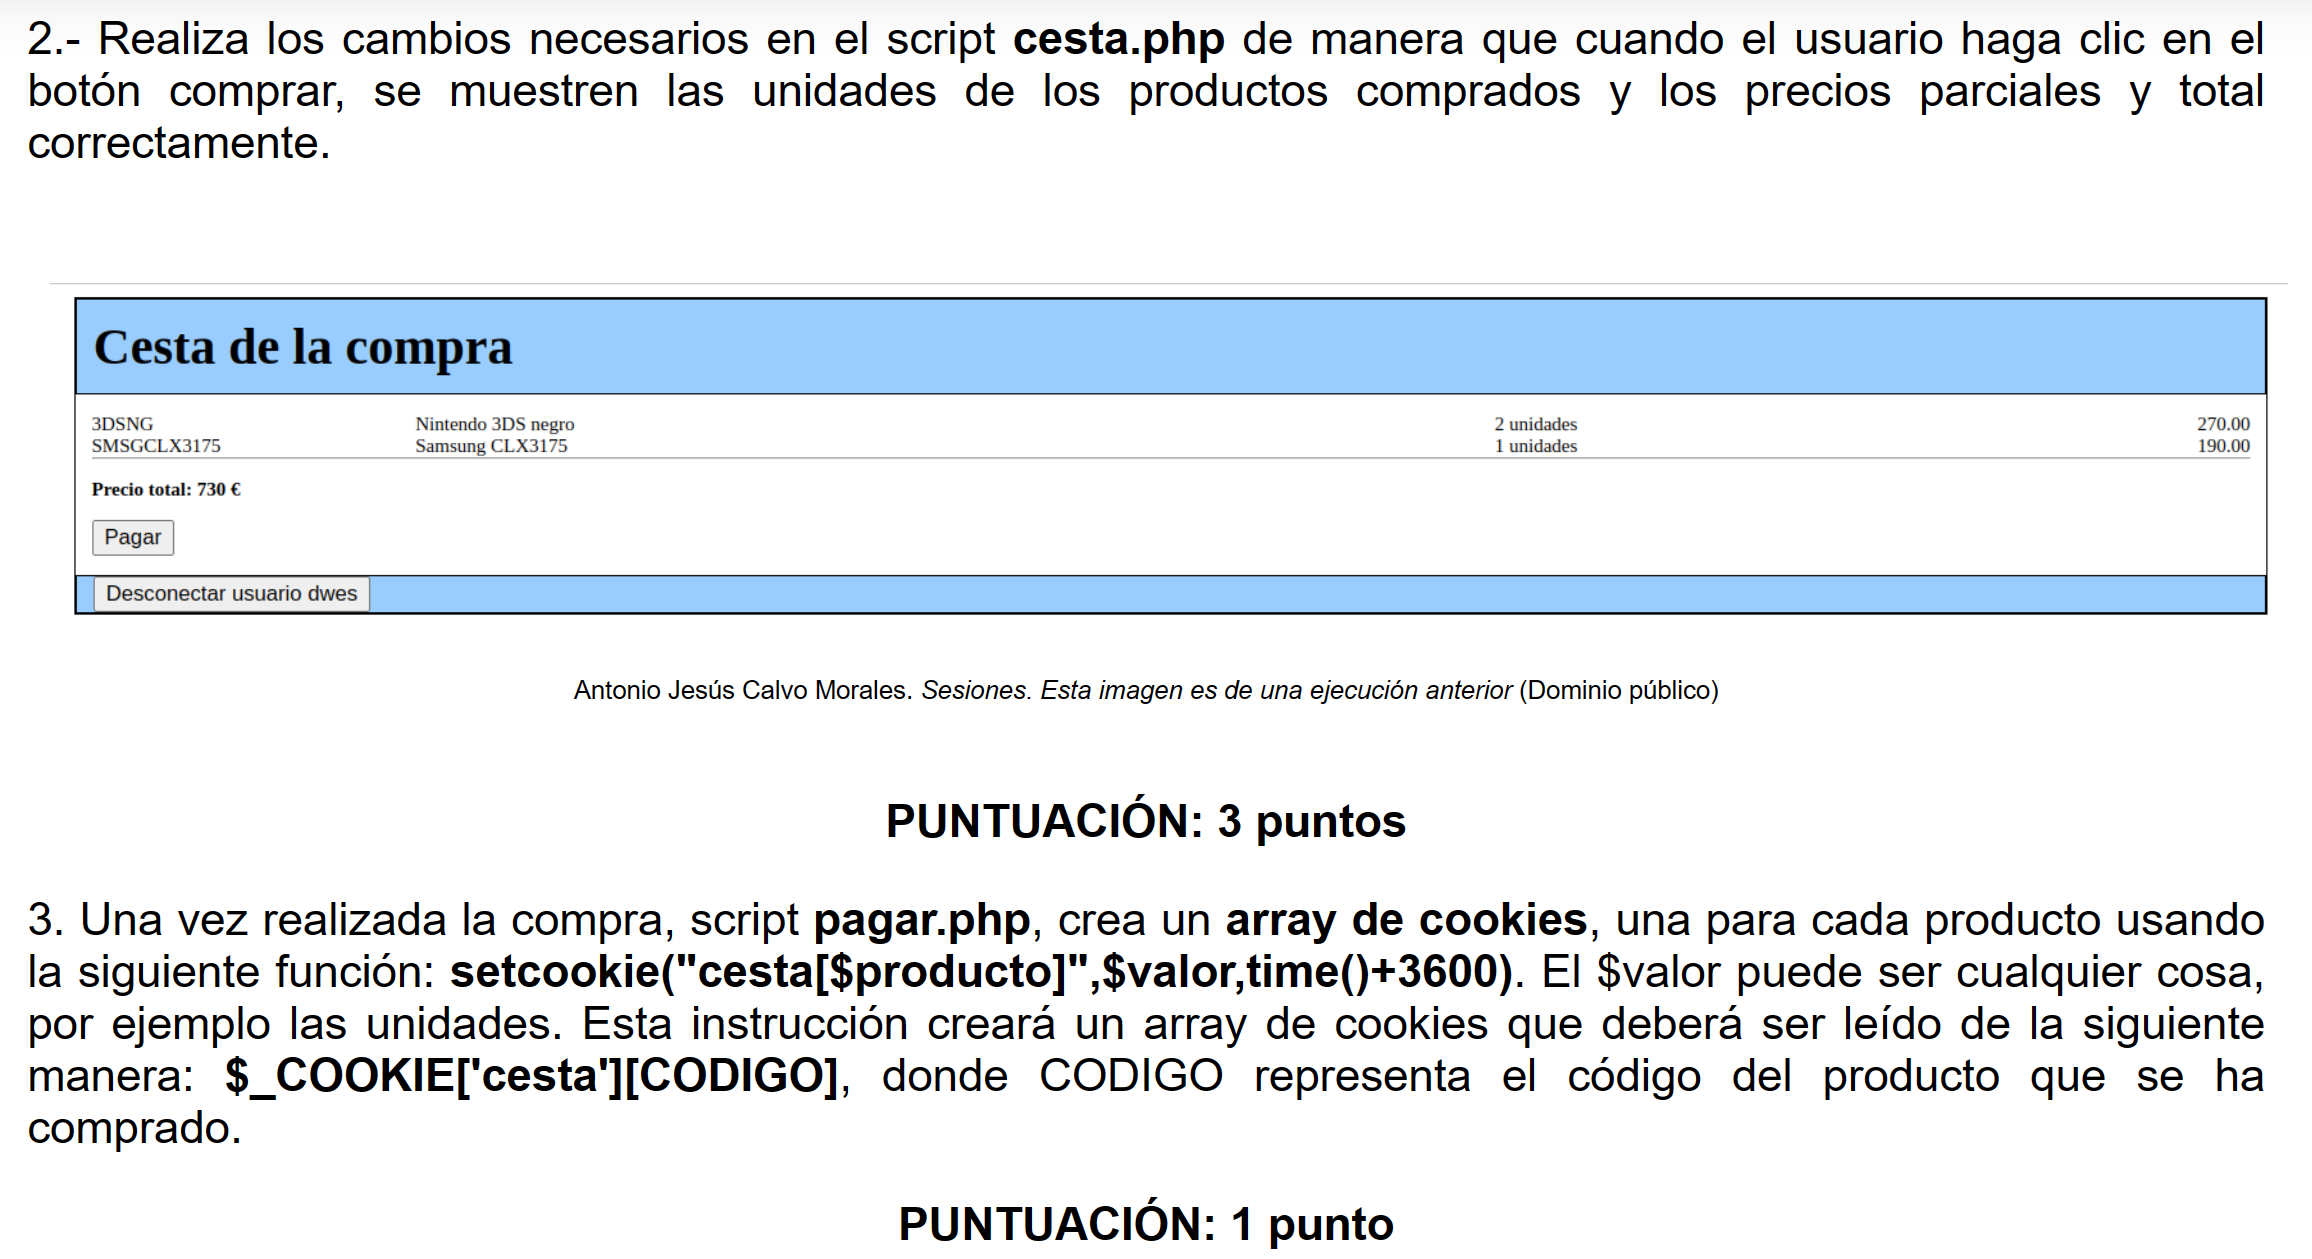 2.- Realiza los cambios necesarios en el script cesta.php de manera que cuando el usuario haga clic en el
botón comprar, se muestren las unidades de los productos comprados y los precios parciales y total
correctamente.
Cesta de la compra
3DSNG Nintendo 3DS negro 2 unidades 270.00
SMSGCLX3175 Samsung CLX3175 1 unidades 190.00
Precio total: 730 €
Pagar
Desconectar usuario dwes
Antonio Jesús Calvo Morales. Sesiones. Esta imagen es de una ejecución anterior (Dominio público)
PUNTUACIÓN: 3 puntos
3. Una vez realizada la compra, script pagar.php, crea un array de cookies, una para cada producto usando
la siguiente función: setcookie("cesta[$producto]",$valor,time()+3600). El $valor puede ser cualquier cosa,
por ejemplo las unidades. Esta instrucción creará un array de cookies que deberá ser leído de la siguiente
manera: $_COOKIE['cesta'][CODIGO], donde CODIGO representa el código del producto que se ha
comprado.
PUNTUACIÓN: 1 punto